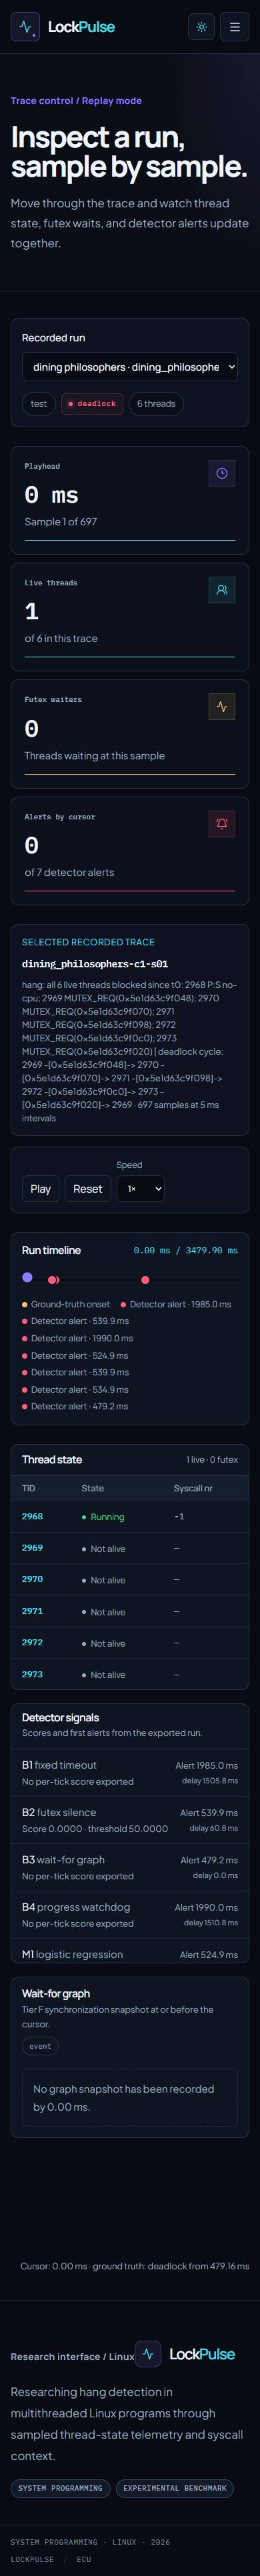 LockPulse
Trace control / Replay mode
Inspect a run,
sample by sample.
Move through the trace and watch thread
state, futex waits, and detector alerts update
together.
Recorded run
dining philosophers · dining_philosophe
test
deadlock
6 threads
Playhead
0 ms
Sample 1 of 697
Live threads
1
of 6 in this trace
Futex waiters
0
Threads waiting at this sample
Alerts by cursor
0
of 7 detector alerts
SELECTED RECORDED TRACE
dining_philosophers-c1-s01
hang: all 6 live threads blocked since t0: 2968 P:S no-
cpu; 2969 MUTEX_REQ(0x5e1d63c9f048); 2970
MUTEX_REQ(0x5e1d63c9f070); 2971
MUTEX_REQ(0x5e1d63c9f098); 2972
MUTEX_REQ(0x5e1d63c9f0c0); 2973
MUTEX_REQ(0x5e1d63c9f020) | deadlock cycle:
2969 -[0x5e1d63c9f048]-> 2970 -
[0x5e1d63c9f070]-> 2971 -[0x5e1d63c9f098]->
2972 -[0x5e1d63c9f0c0]-> 2973 -
[0x5e1d63c9f020]-> 2969 · 697 samples at 5 ms
intervals
Speed
Play
Reset
1×
Run timeline
0.00 ms / 3479.90 ms
Ground-truth onset
Detector alert · 1985.0 ms
Detector alert · 539.9 ms
Detector alert · 1990.0 ms
Detector alert · 524.9 ms
Detector alert · 539.9 ms
Detector alert · 534.9 ms
Detector alert · 479.2 ms
Thread state
1 live · 0 futex
TID State Syscall nr
2968 Running -1
2969 Not alive —
2970 Not alive —
2971 Not alive —
2972 Not alive —
2973 Not alive —
Detector signals
Scores and first alerts from the exported run.
B1 fixed timeout Alert 1985.0 ms
No per-tick score exported delay 1505.8 ms
B2 futex silence Alert 539.9 ms
Score 0.0000 · threshold 50.0000 delay 60.8 ms
B3 wait-for graph Alert 479.2 ms
No per-tick score exported delay 0.0 ms
B4 progress watchdog Alert 1990.0 ms
No per-tick score exported delay 1510.8 ms
M1 logistic regression Alert 524.9 ms
Wait-for graph
Tier F synchronization snapshot at or before the
cursor.
event
No graph snapshot has been recorded
by 0.00 ms.
Cursor: 0.00 ms · ground truth: deadlock from 479.16 ms
Research interface / Linux
LockPulse
Researching hang detection in
multithreaded Linux programs through
sampled thread-state telemetry and syscall
context.
SYSTEM PROGRAMMING
EXPERIMENTAL BENCHMARK
SYSTEM PROGRAMMING · LINUX · 2026
LOCKPULSE / ECU